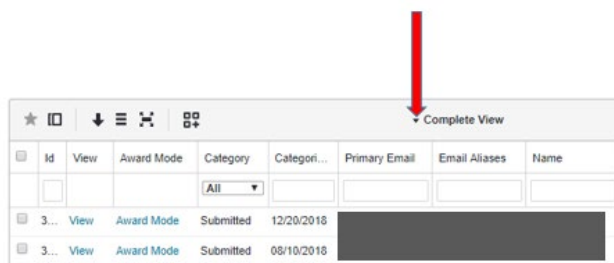 Complete View
Id View Award Mode Category Categori... Primary Email Email Aliases Name
All
3... View Award Mode Submitted 12/20/2018
3... View Award Mode Submitted 08/10/2018